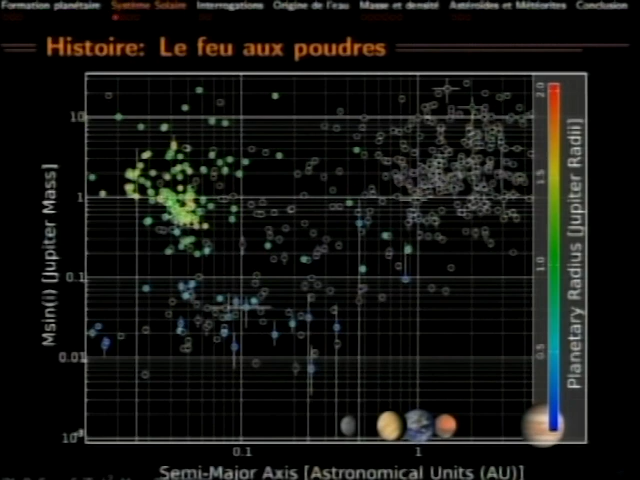 Formation planétaire Système Solaire Interrogations Origine de l'eau Masse et densité Astéroïdes et Météorites Conclusion
Histoire: Le feu aux poudres
Msin(i) [Jupiter Mass]
10
1
0.1
0.01
10⁻³
0.1
1
Semi-Major Axis [Astronomical Units (AU)]
2.0
1.5
1.0
0.5
Planetary Radius [Jupiter Radii]